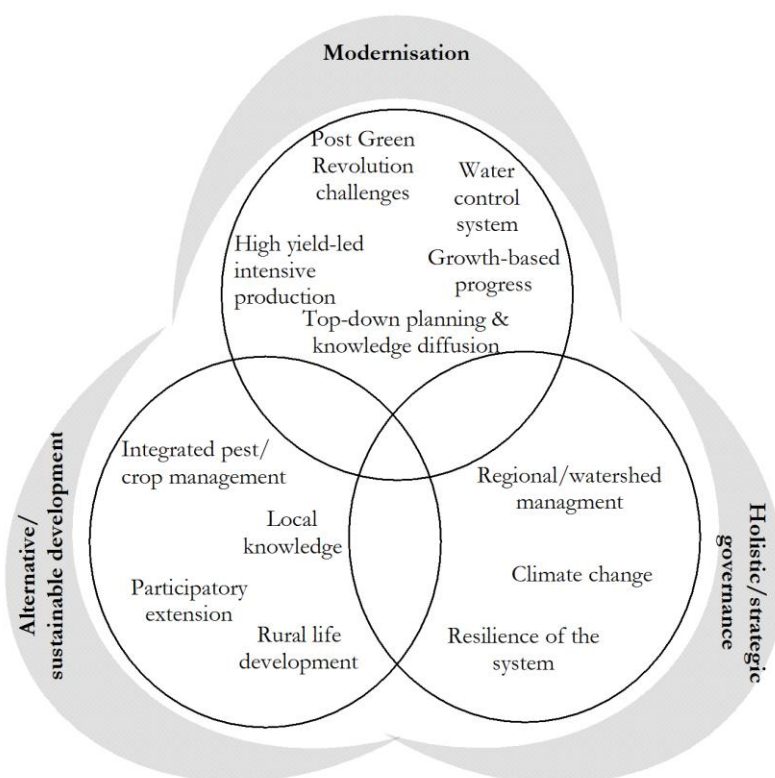 Modernisation
Post Green
Revolution
challenges
Water
control
system
High yield-led
intensive
production
Growth-based
progress
Top-down planning &
knowledge diffusion
Alternative/
sustainable development
Integrated pest/
crop management
Local
knowledge
Participatory
extension
Rural life
development
Regional/watershed
managment
Climate change
Resilience of the
system
Holistic/strategic
governance